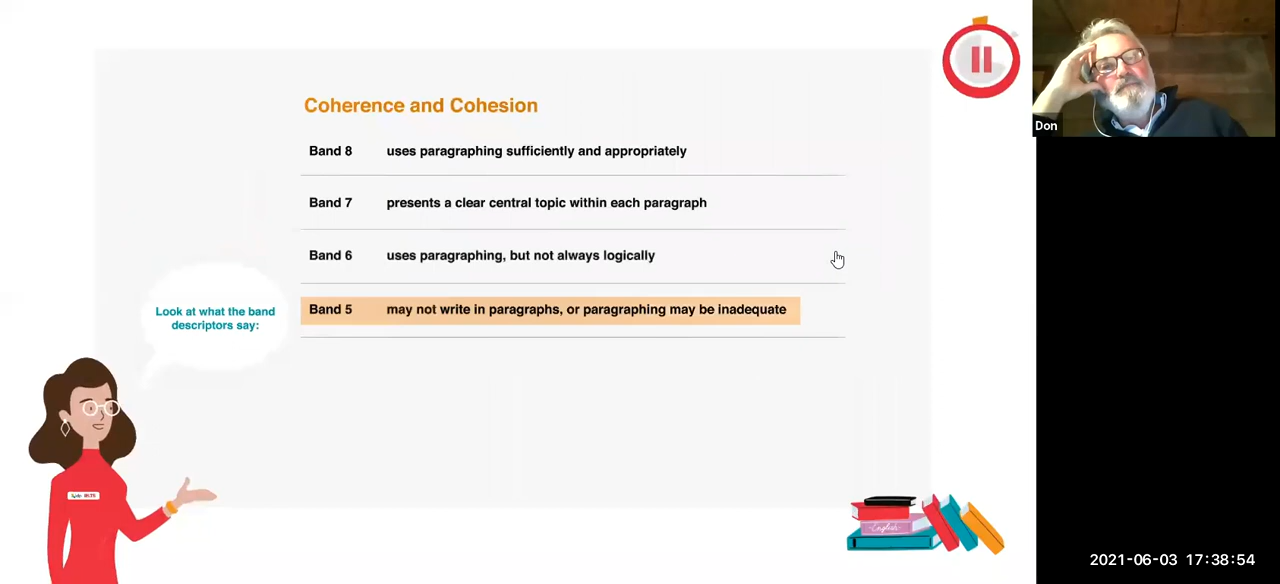 Coherence and Cohesion
Band 8 uses paragraphing sufficiently and appropriately
Band 7 presents a clear central topic within each paragraph
Band 6 uses paragraphing, but not always logically
Band 5 may not write in paragraphs, or paragraphing may be inadequate
Look at what the band
descriptors say:
English
Don
2021-06-03 17:38:54